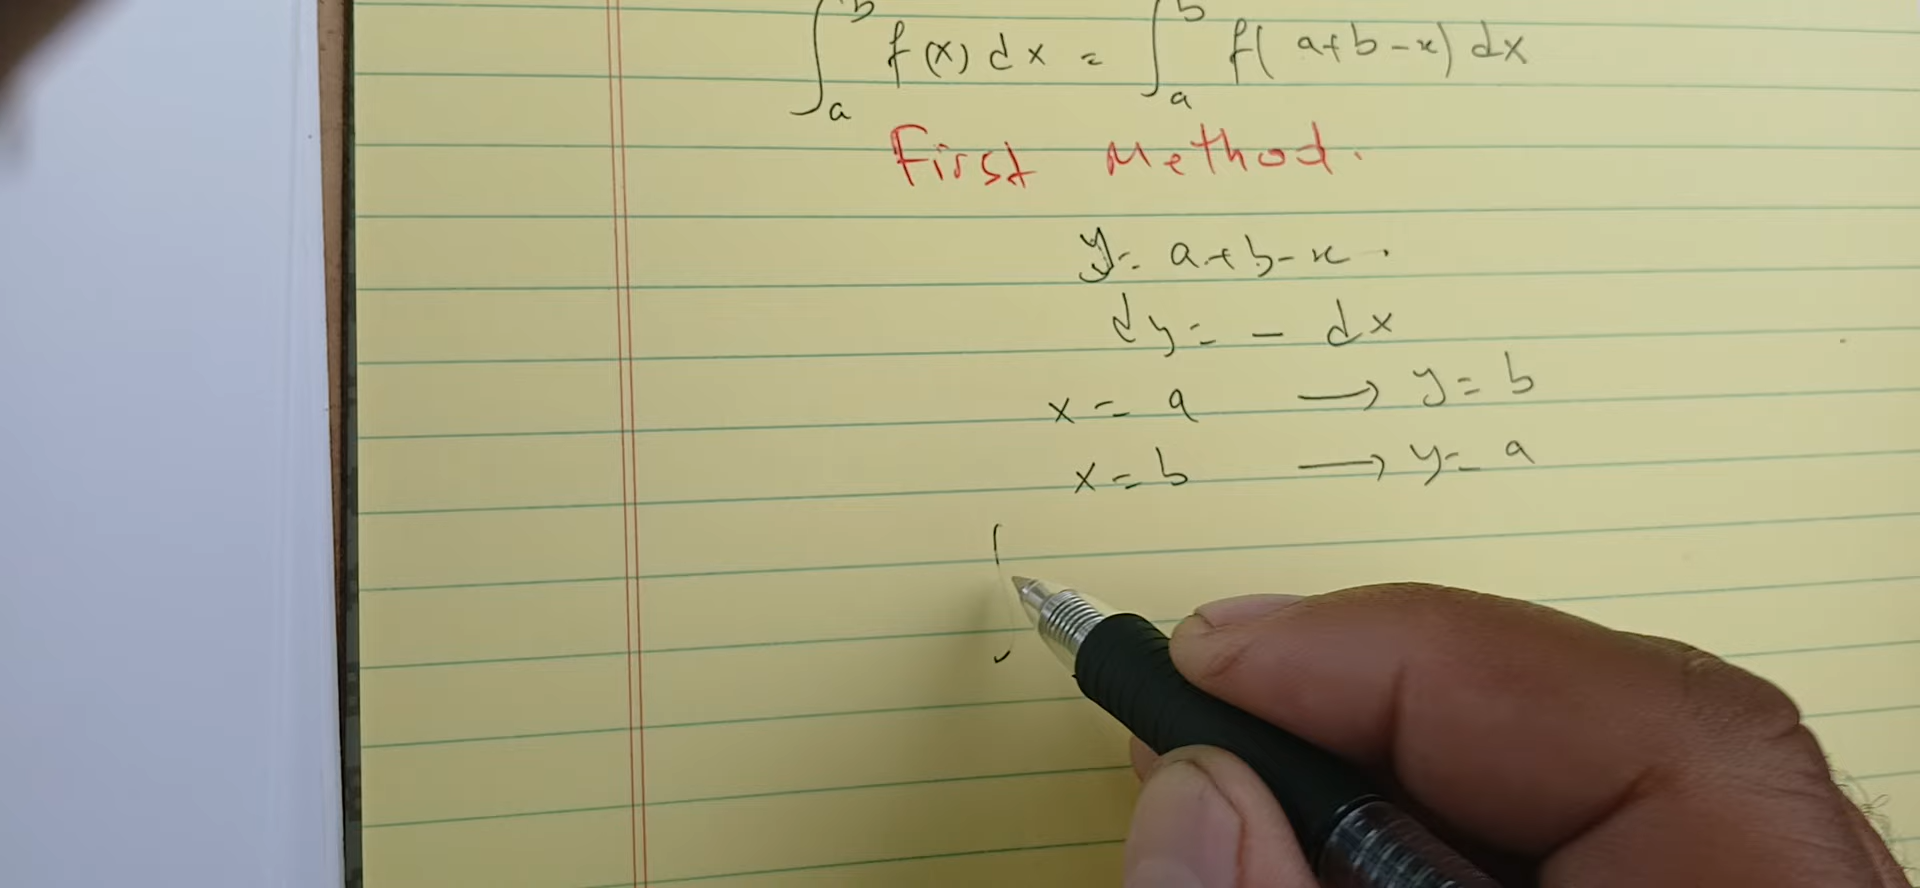 ∫_a^b f(x) dx = ∫_a^b f(a+b-x) dx
First Method.
y = a+b-x.
dy = - dx
x = a → y = b
x = b → y = a
∫